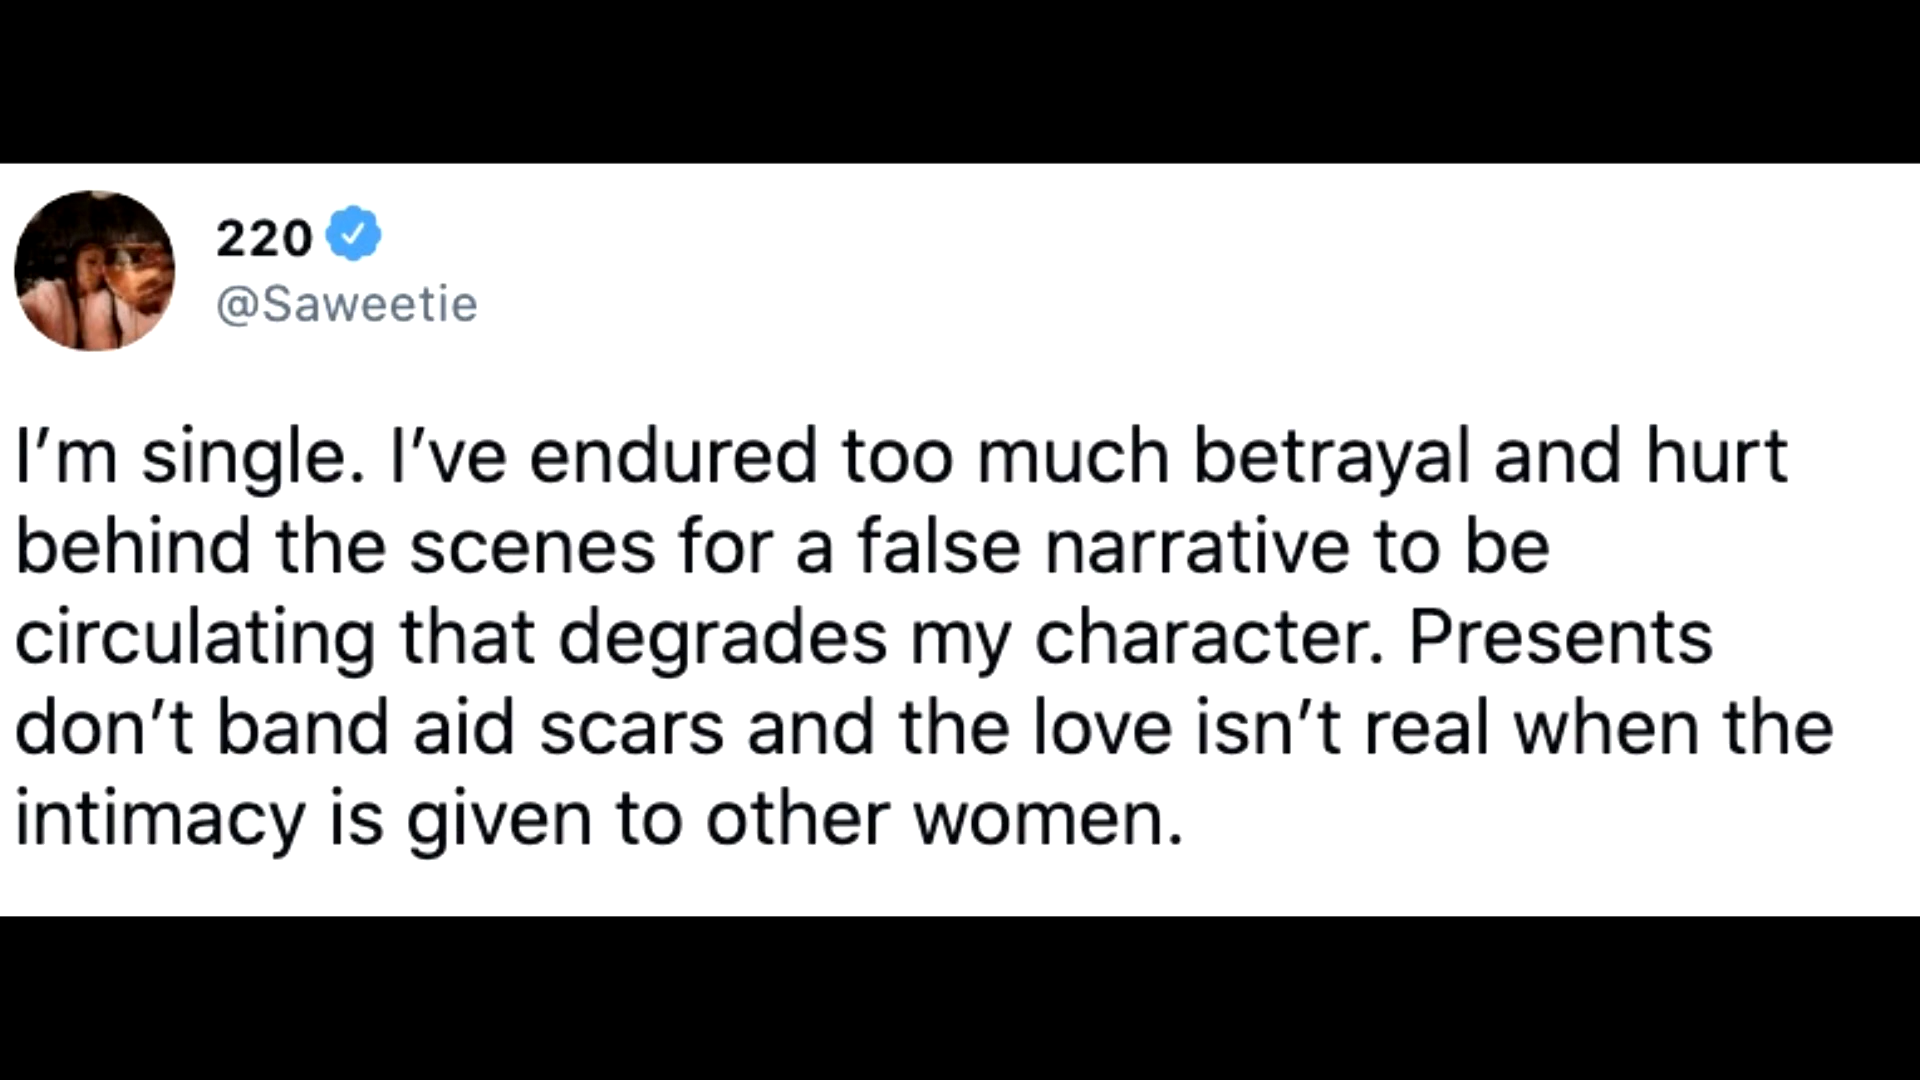 220
@Saweetie
I’m single. I’ve endured too much betrayal and hurt
behind the scenes for a false narrative to be
circulating that degrades my character. Presents
don’t band aid scars and the love isn’t real when the
intimacy is given to other women.